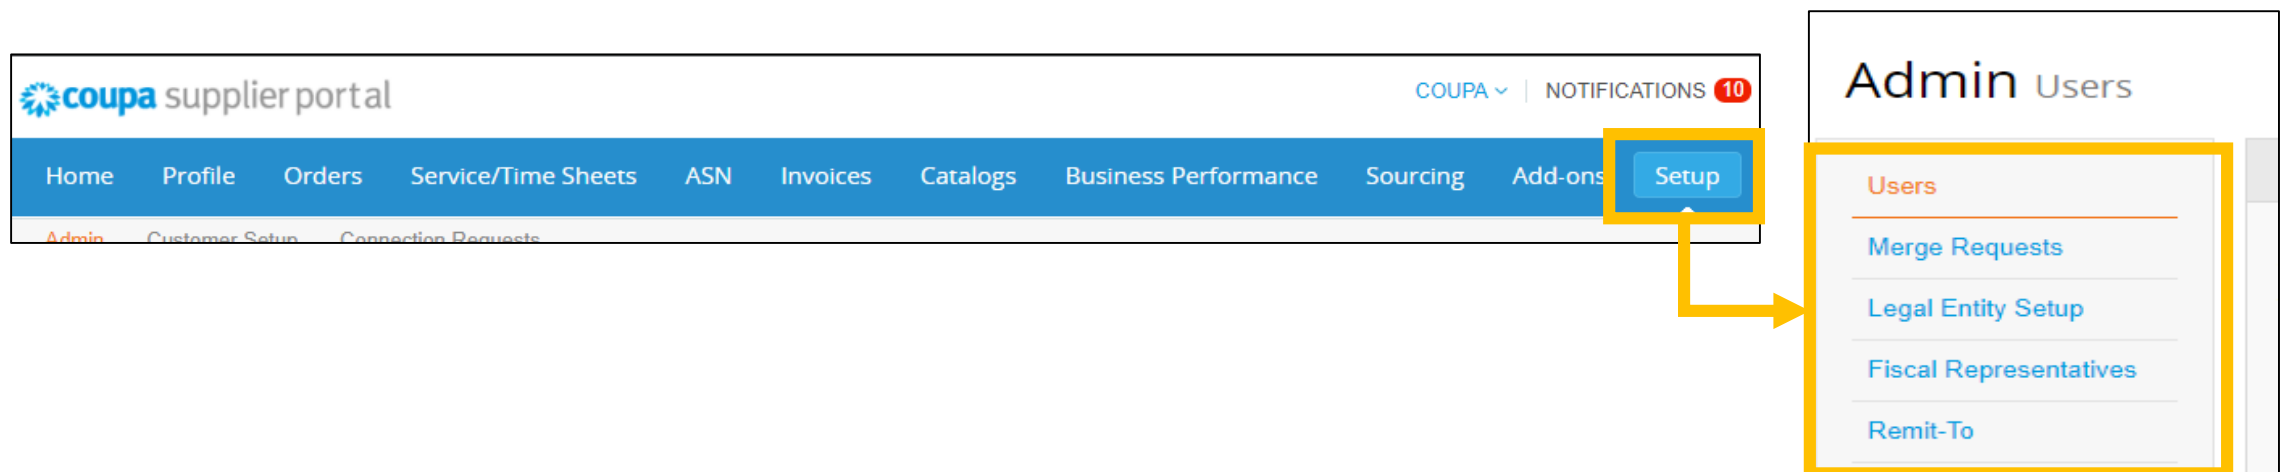 coupa supplier portal
COUPA NOTIFICATIONS 10
Home Profile Orders Service/Time Sheets ASN Invoices Catalogs Business Performance Sourcing Add-ons Setup
Admin Customer Setup Connection Requests
Admin Users
Users
Merge Requests
Legal Entity Setup
Fiscal Representatives
Remit-To